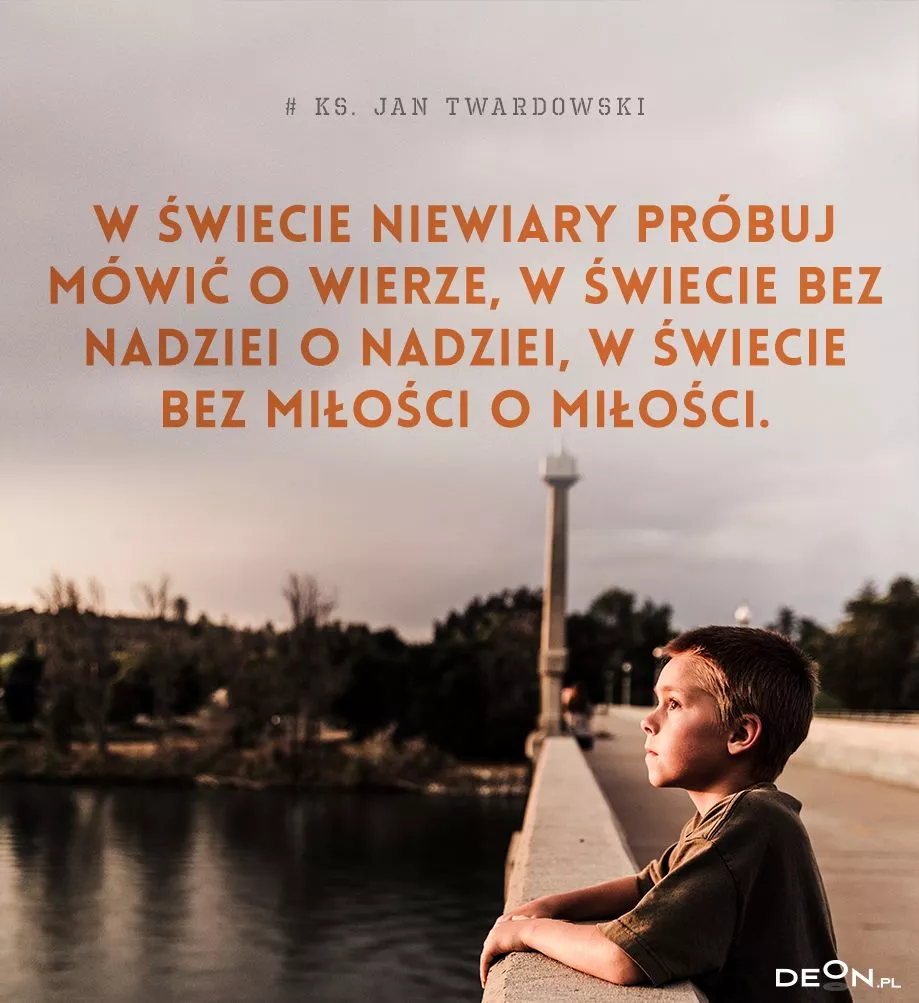 # KS. JAN TWARDOWSKI
W ŚWIECIE NIEWIARY PRÓBUJ
MÓWIĆ O WIERZE, W ŚWIECIE BEZ
NADZIEI O NADZIEI, W ŚWIECIE
BEZ MIŁOŚCI O MIŁOŚCI.
DEON.PL